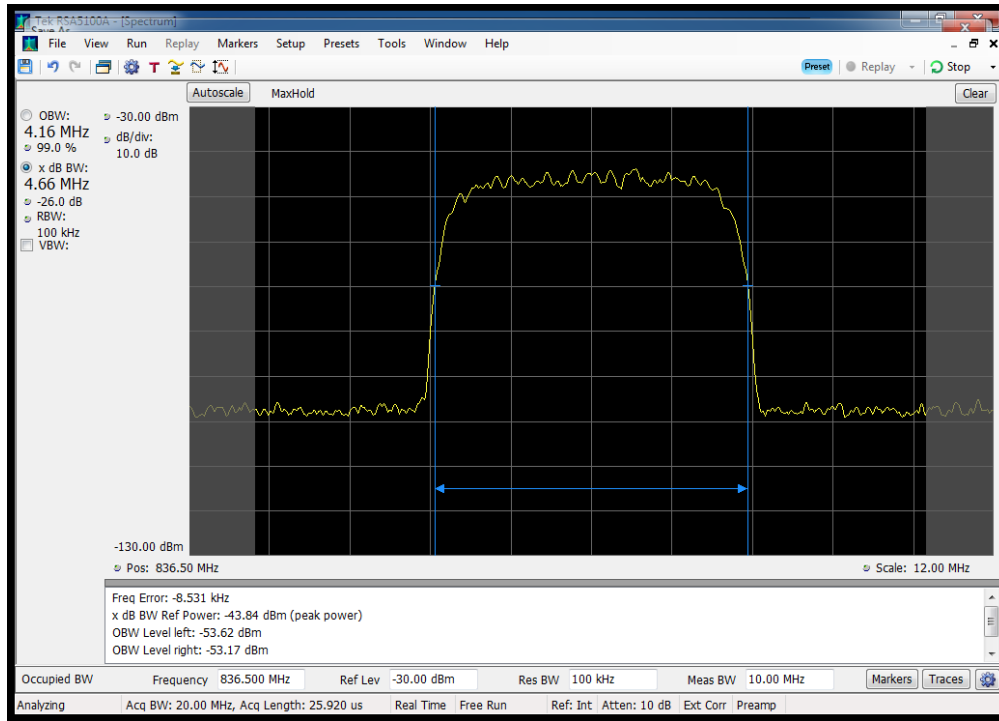 Tek RSA5100A - [Spectrum]
Save As
File View Run Replay Markers Setup Presets Tools Window Help
T Preset Replay Stop
Autoscale MaxHold Clear
OBW:
4.16 MHz
99.0 %
x dB BW:
4.66 MHz
-26.0 dB
RBW:
100 kHz
VBW:
-30.00 dBm
dB/div:
10.0 dB
-130.00 dBm
Pos: 836.50 MHz Scale: 12.00 MHz
Freq Error: -8.531 kHz
x dB BW Ref Power: -43.84 dBm (peak power)
OBW Level left: -53.62 dBm
OBW Level right: -53.17 dBm
Occupied BW Frequency 836.500 MHz Ref Lev -30.00 dBm Res BW 100 kHz Meas BW 10.00 MHz Markers Traces
Analyzing Acq BW: 20.00 MHz, Acq Length: 25.920 us Real Time Free Run Ref: Int Atten: 10 dB Ext Corr Preamp